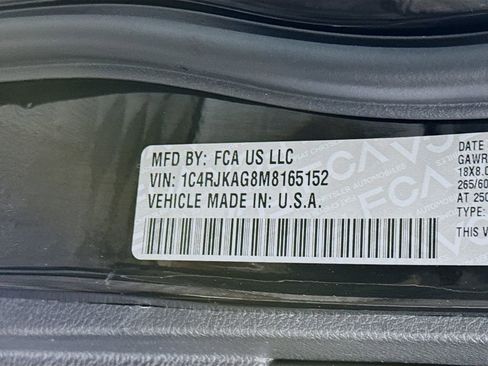 MFD BY: FCA US LLC
VIN: 1C4RJKAG8M8165152
VEHICLE MADE IN: U.S.A.
DATE
GAWR
18X8.0
265/60
AT 250
TYPE:
THIS V
FCA